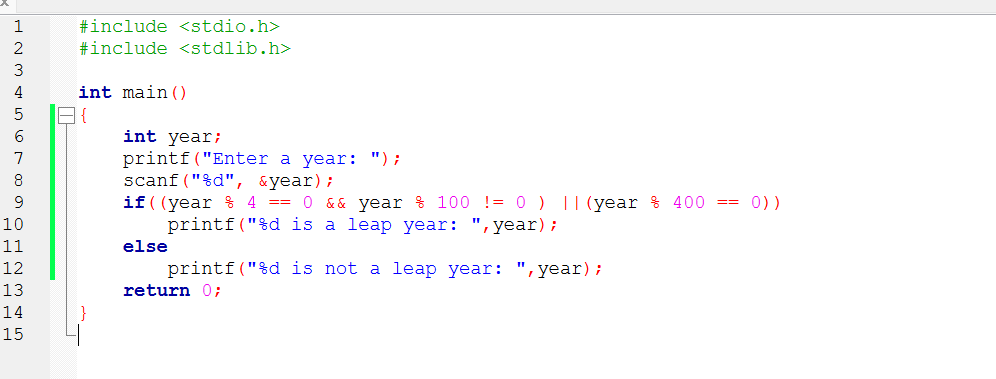 x
1 #include <stdio.h>
2 #include <stdlib.h>
3
4 int main()
5 {
6 int year;
7 printf("Enter a year: ");
8 scanf("%d", &year);
9 if((year % 4 == 0 && year % 100 != 0 ) ||(year % 400 == 0))
10 printf("%d is a leap year: ",year);
11 else
12 printf("%d is not a leap year: ",year);
13 return 0;
14 }
15